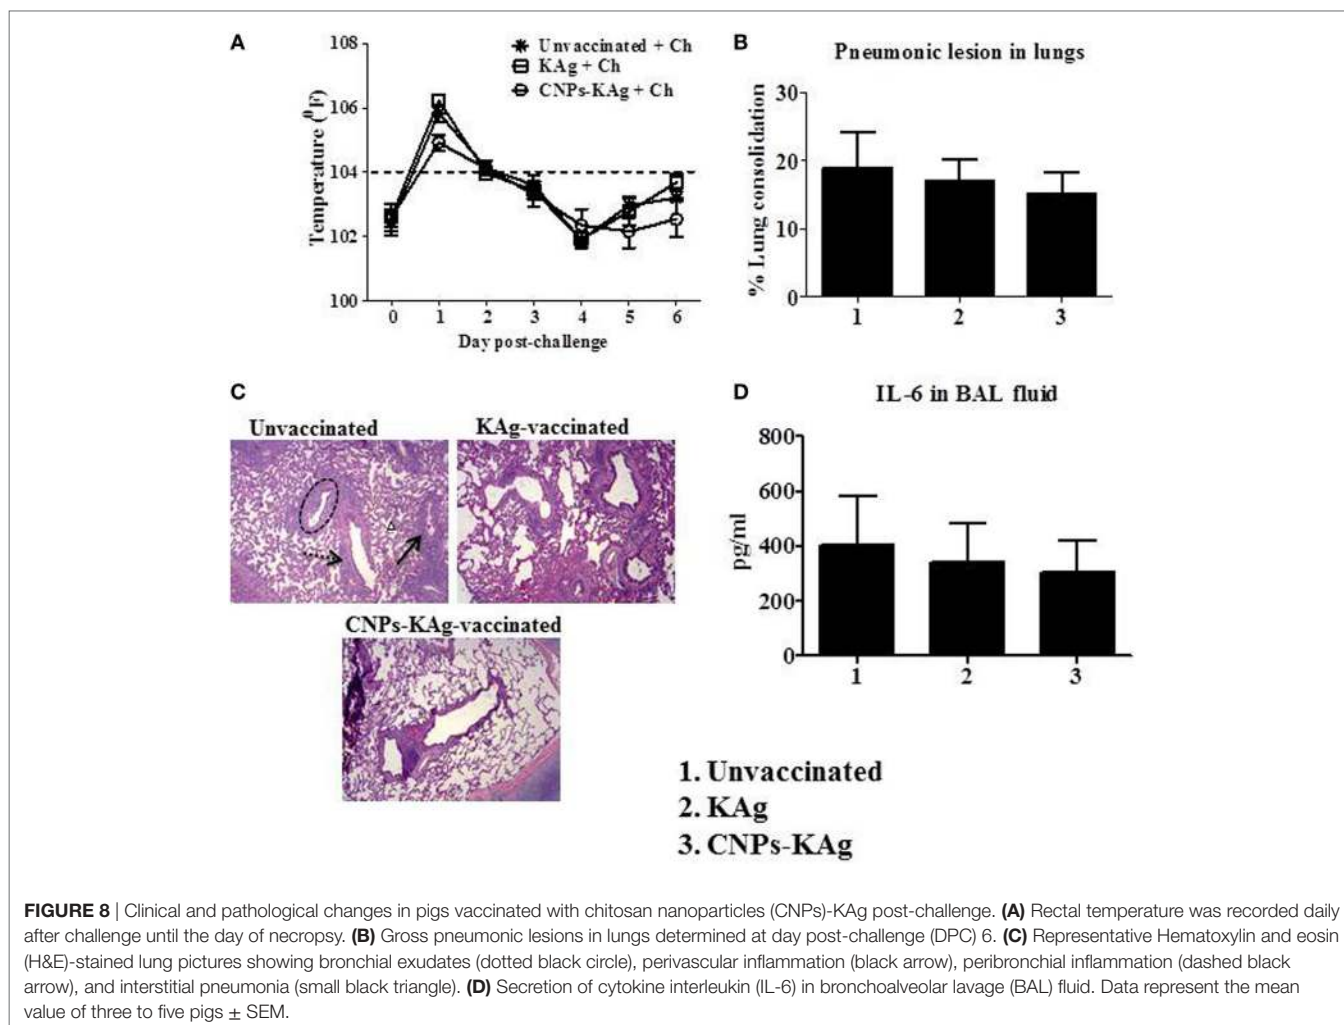 A
108
106
104
102
100
Temperature (⁰F)
Unvaccinated + Ch
KAg + Ch
CNPs-KAg + Ch
0 1 2 3 4 5 6
Day post-challenge
B
Pneumonic lesion in lungs
% Lung consolidation
30
20
10
0
1 2 3
C
Unvaccinated
KAg-vaccinated
CNPs-KAg-vaccinated
D
IL-6 in BAL fluid
pg/ml
800
600
400
200
0
1 2 3
1. Unvaccinated
2. KAg
3. CNPs-KAg
FIGURE 8 | Clinical and pathological changes in pigs vaccinated with chitosan nanoparticles (CNPs)-KAg post-challenge. (A) Rectal temperature was recorded daily
after challenge until the day of necropsy. (B) Gross pneumonic lesions in lungs determined at day post-challenge (DPC) 6. (C) Representative Hematoxylin and eosin
(H&E)-stained lung pictures showing bronchial exudates (dotted black circle), perivascular inflammation (black arrow), peribronchial inflammation (dashed black
arrow), and interstitial pneumonia (small black triangle). (D) Secretion of cytokine interleukin (IL-6) in bronchoalveolar lavage (BAL) fluid. Data represent the mean
value of three to five pigs ± SEM.